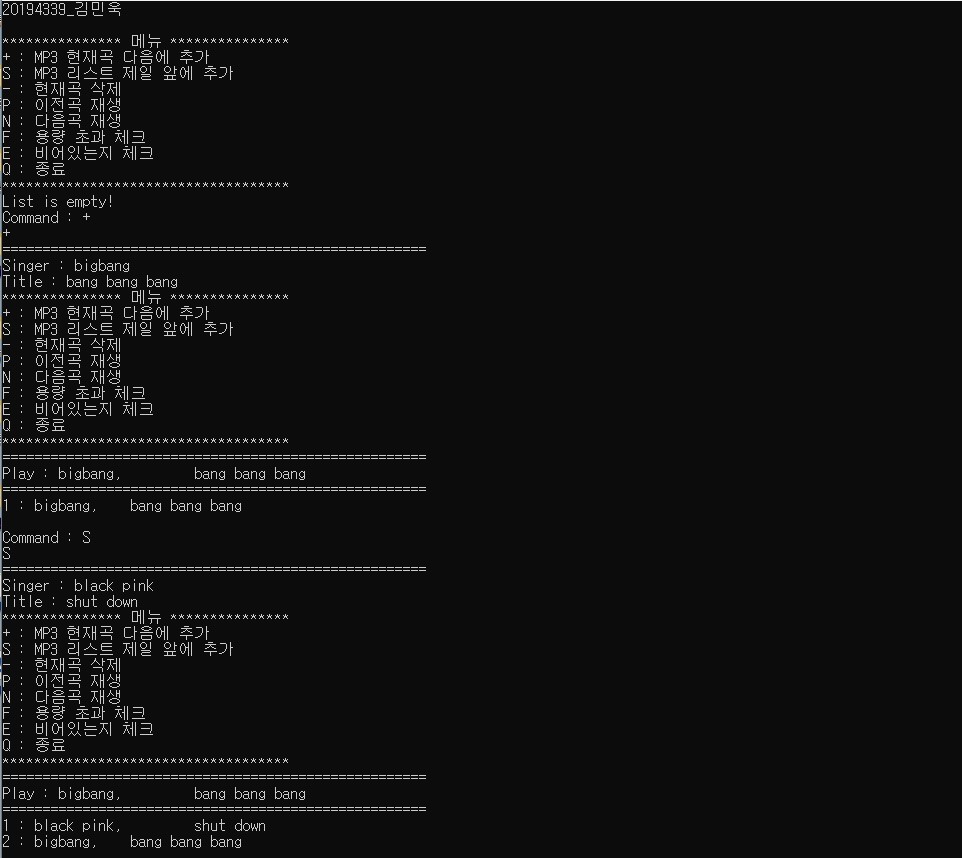 20194339_김민욱

*************** 메뉴 ***************
+ : MP3 현재곡 다음에 추가
S : MP3 리스트 제일 앞에 추가
- : 현재곡 삭제
P : 이전곡 재생
N : 다음곡 재생
F : 용량 초과 체크
E : 비어있는지 체크
Q : 종료
************************************
List is empty!
Command : +
+
=====================================================
Singer : bigbang
Title : bang bang bang
*************** 메뉴 ***************
+ : MP3 현재곡 다음에 추가
S : MP3 리스트 제일 앞에 추가
- : 현재곡 삭제
P : 이전곡 재생
N : 다음곡 재생
F : 용량 초과 체크
E : 비어있는지 체크
Q : 종료
************************************
=====================================================
Play : bigbang,         bang bang bang
=====================================================
1 : bigbang,    bang bang bang

Command : S
S
=====================================================
Singer : black pink
Title : shut down
*************** 메뉴 ***************
+ : MP3 현재곡 다음에 추가
S : MP3 리스트 제일 앞에 추가
- : 현재곡 삭제
P : 이전곡 재생
N : 다음곡 재생
F : 용량 초과 체크
E : 비어있는지 체크
Q : 종료
************************************
=====================================================
Play : bigbang,         bang bang bang
=====================================================
1 : black pink,         shut down
2 : bigbang,    bang bang bang